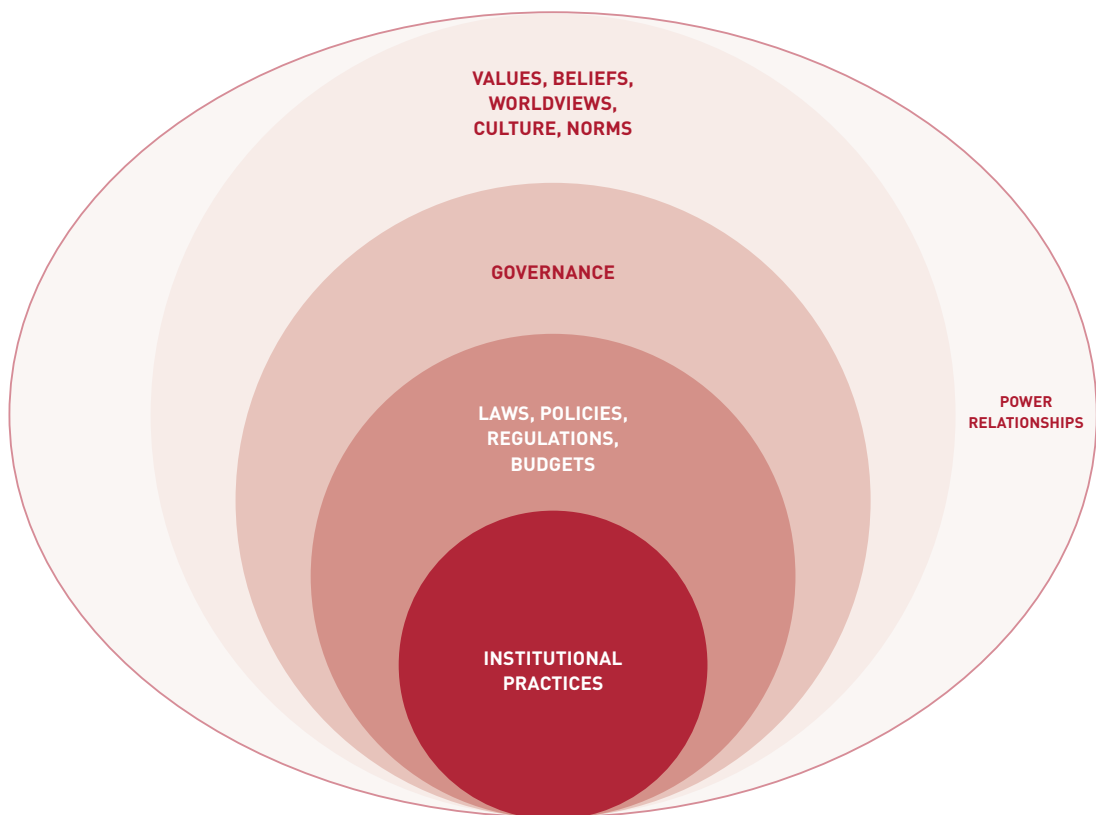 VALUES, BELIEFS,
WORLDVIEWS,
CULTURE, NORMS
GOVERNANCE
LAWS, POLICIES,
REGULATIONS,
BUDGETS
POWER
RELATIONSHIPS
INSTITUTIONAL
PRACTICES